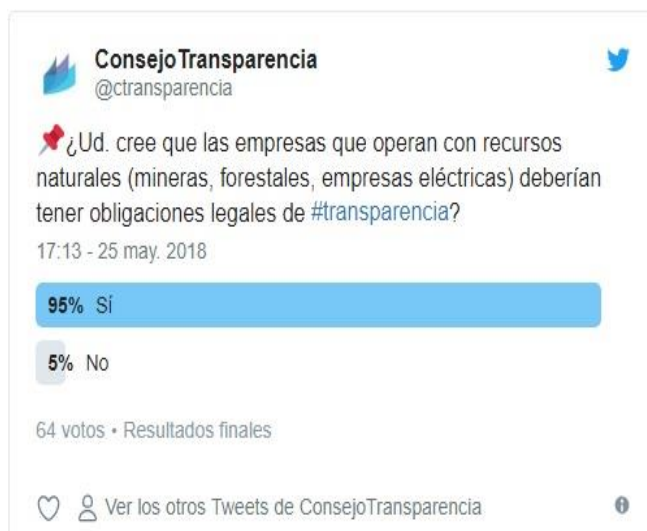 ConsejoTransparencia
@ctransparencia
📌¿Ud. cree que las empresas que operan con recursos
naturales (mineras, forestales, empresas eléctricas) deberían
tener obligaciones legales de #transparencia?
17:13 - 25 may. 2018
95% Sí
5% No
64 votos • Resultados finales
Ver los otros Tweets de ConsejoTransparencia